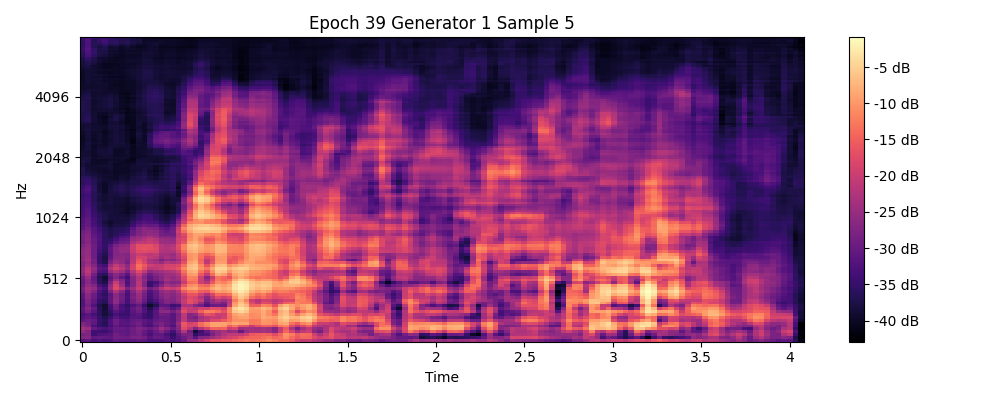 Epoch 39 Generator 1 Sample 5
4096
2048
1024
512
0
Hz
0 0.5 1 1.5 2 2.5 3 3.5 4
Time
-5 dB
-10 dB
-15 dB
-20 dB
-25 dB
-30 dB
-35 dB
-40 dB